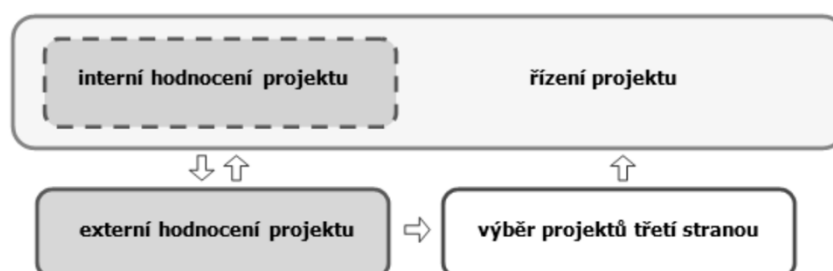 interní hodnocení projektu
řízení projektu
externí hodnocení projektu
výběr projektů třetí stranou